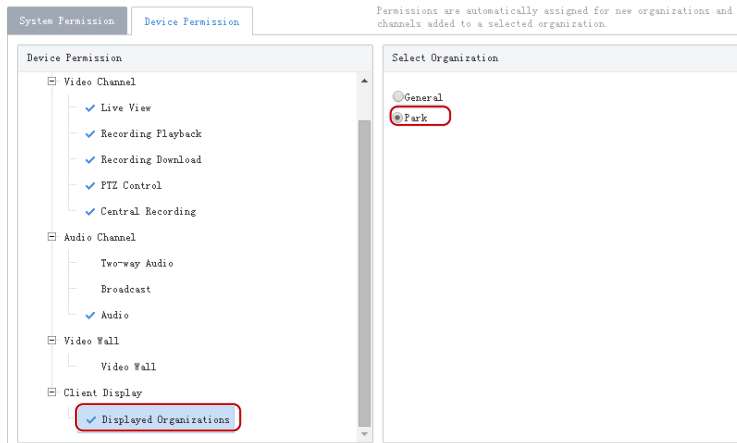 System Permission
Device Permission
Permissions are automatically assigned for new organizations and
channels added to a selected organization.
Device Permission
Video Channel
Live View
Recording Playback
Recording Download
PTZ Control
Central Recording
Audio Channel
Two-way Audio
Broadcast
Audio
Video Wall
Video Wall
Client Display
Displayed Organizations
Select Organization
General
Park